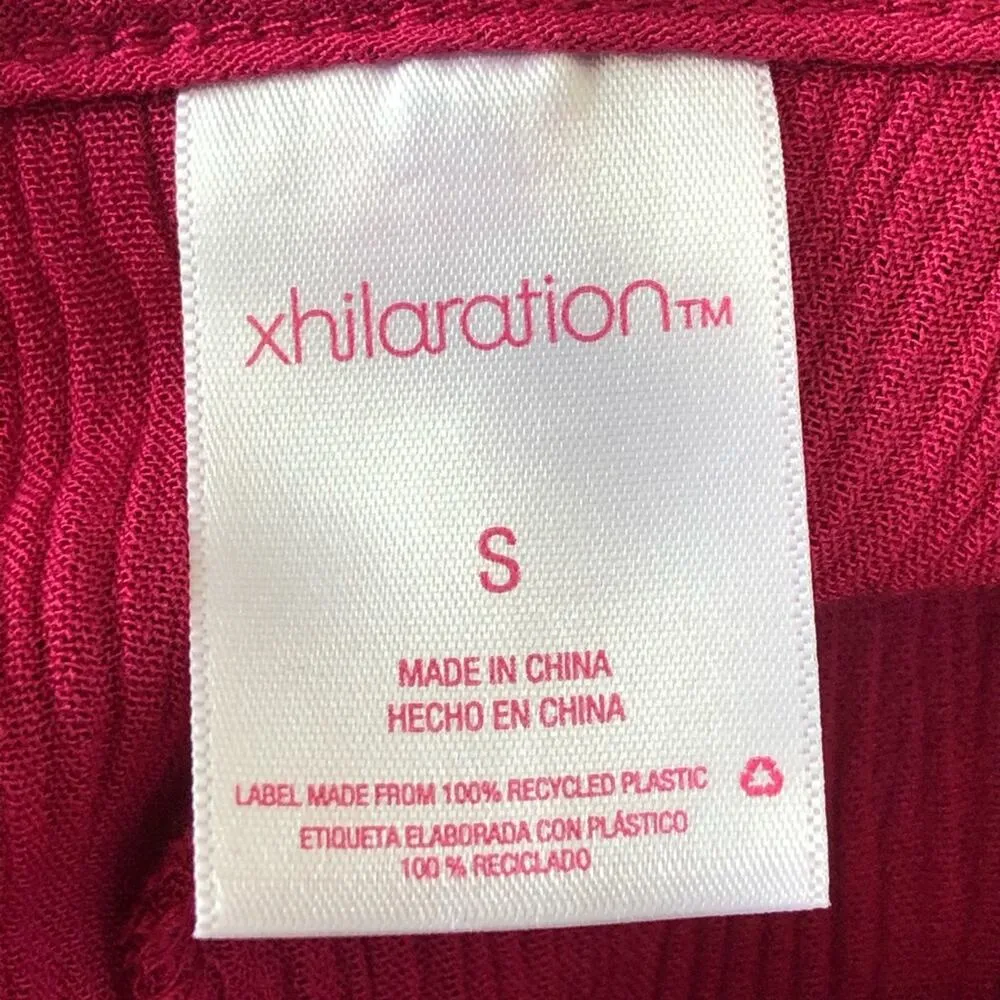 xhilaration™
S
MADE IN CHINA
HECHO EN CHINA
LABEL MADE FROM 100% RECYCLED PLASTIC
ETIQUETA ELABORADA CON PLÁSTICO
100 % RECICLADO